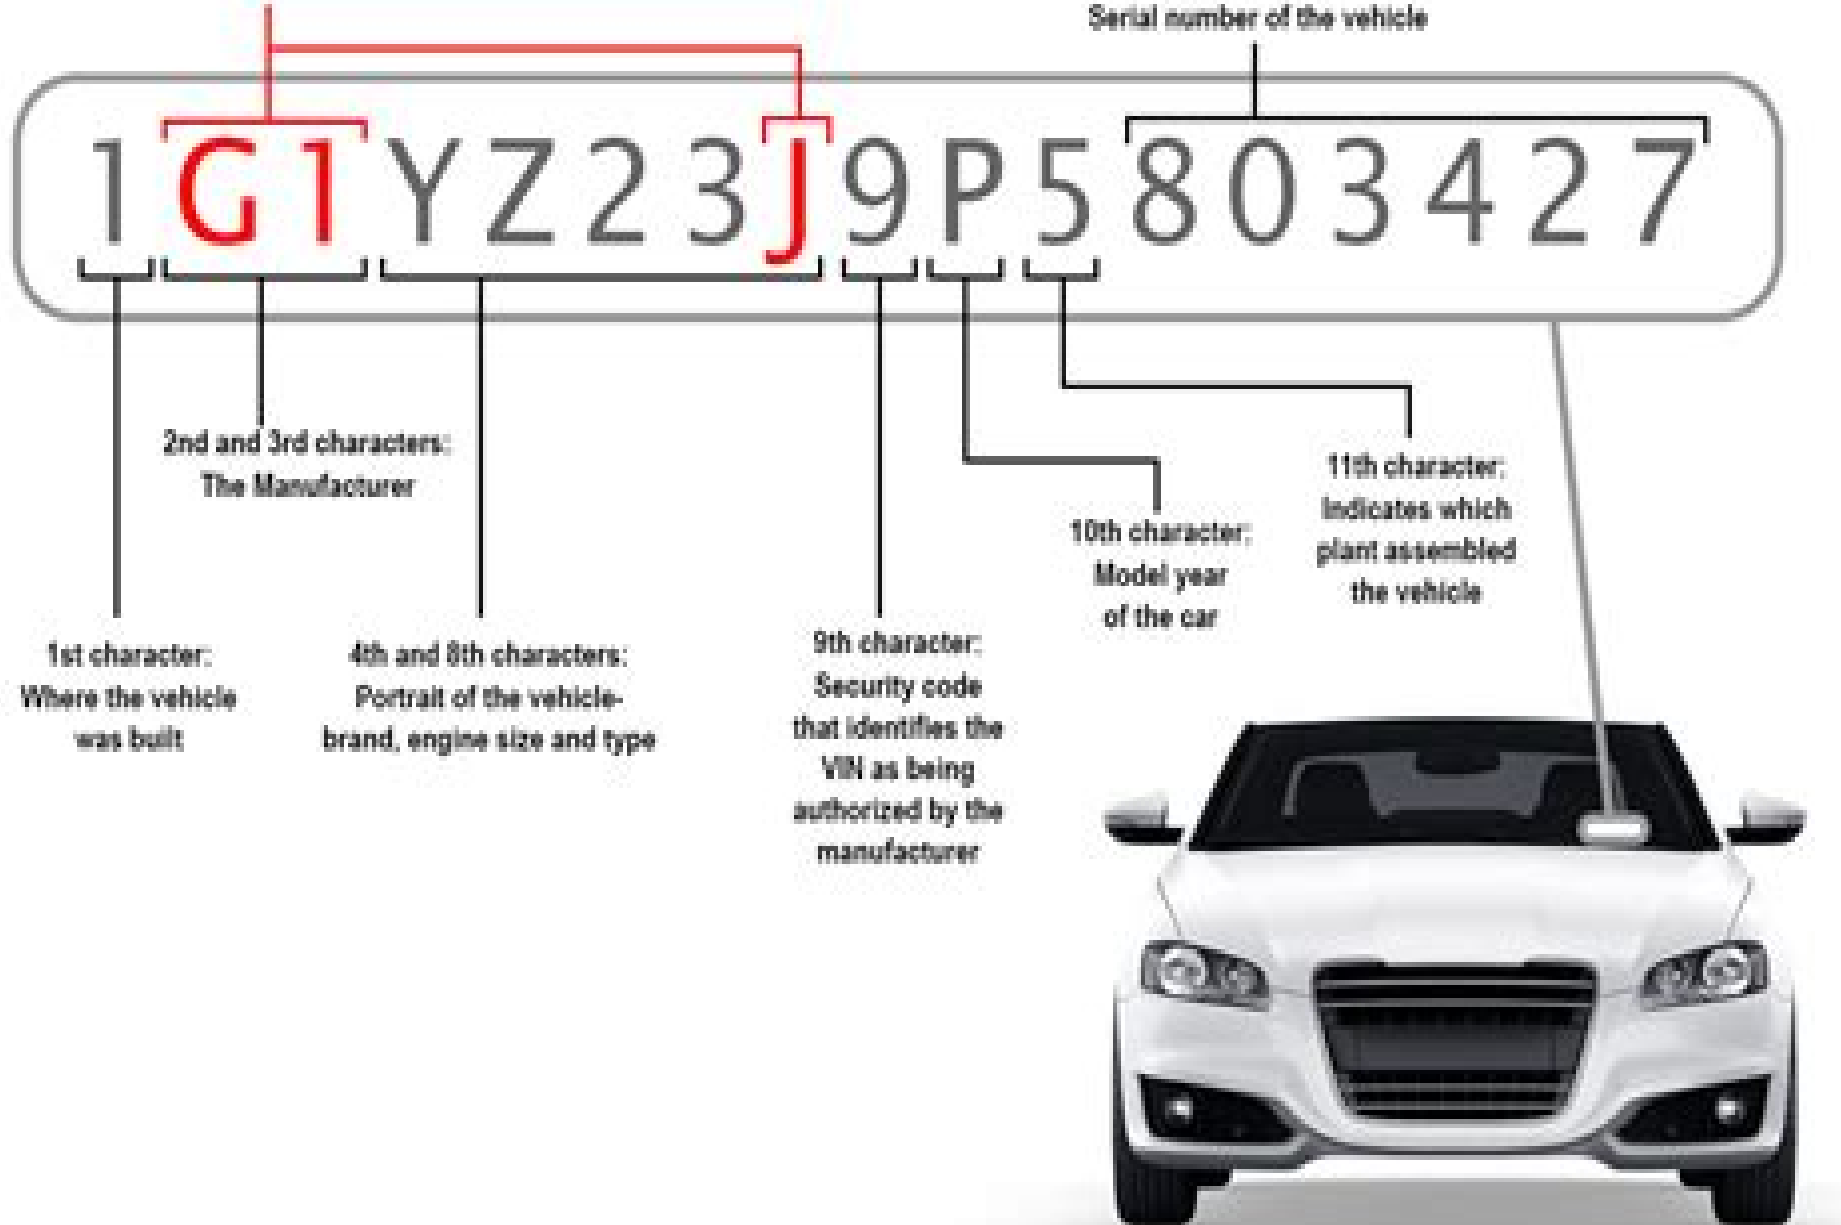 Serial number of the vehicle
1G1YZ23J9P5803427
2nd and 3rd characters:
The Manufacturer
11th character:
Indicates which
plant assembled
the vehicle
10th character:
Model year
of the car
1st character:
Where the vehicle
was built
4th and 8th characters:
Portrait of the vehicle-
brand, engine size and type
9th character:
Security code
that identifies the
VIN as being
authorized by the
manufacturer